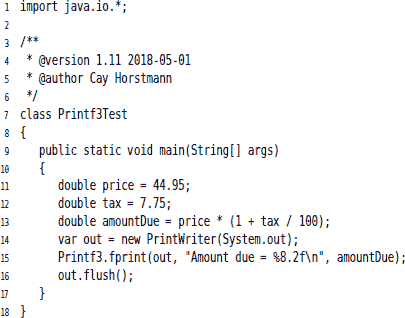 1 import java.io.*;
2
3 /**
4  * @version 1.11 2018-05-01
5  * @author Cay Horstmann
6  */
7 class Printf3Test
8 {
9    public static void main(String[] args)
10    {
11       double price = 44.95;
12       double tax = 7.75;
13       double amountDue = price * (1 + tax / 100);
14       var out = new PrintWriter(System.out);
15       Printf3.fprint(out, "Amount due = %8.2f\n", amountDue);
16       out.flush();
17    }
18 }